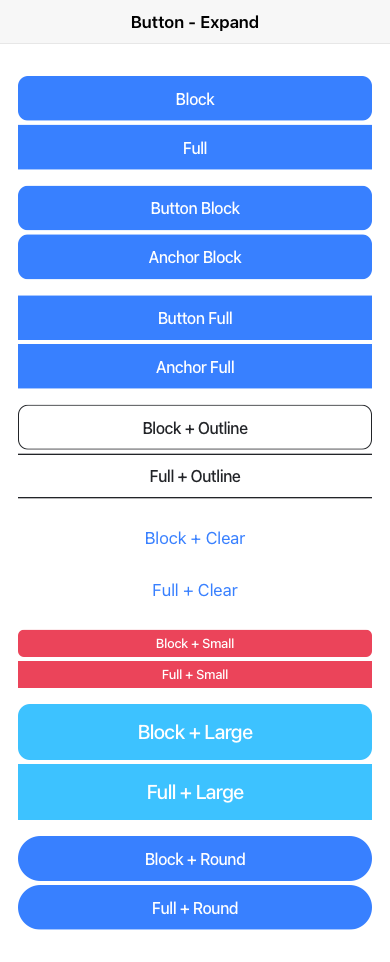 Button - Expand
Block
Full
Button Block
Anchor Block
Button Full
Anchor Full
Block + Outline
Full + Outline
Block + Clear
Full + Clear
Block + Small
Full + Small
Block + Large
Full + Large
Block + Round
Full + Round